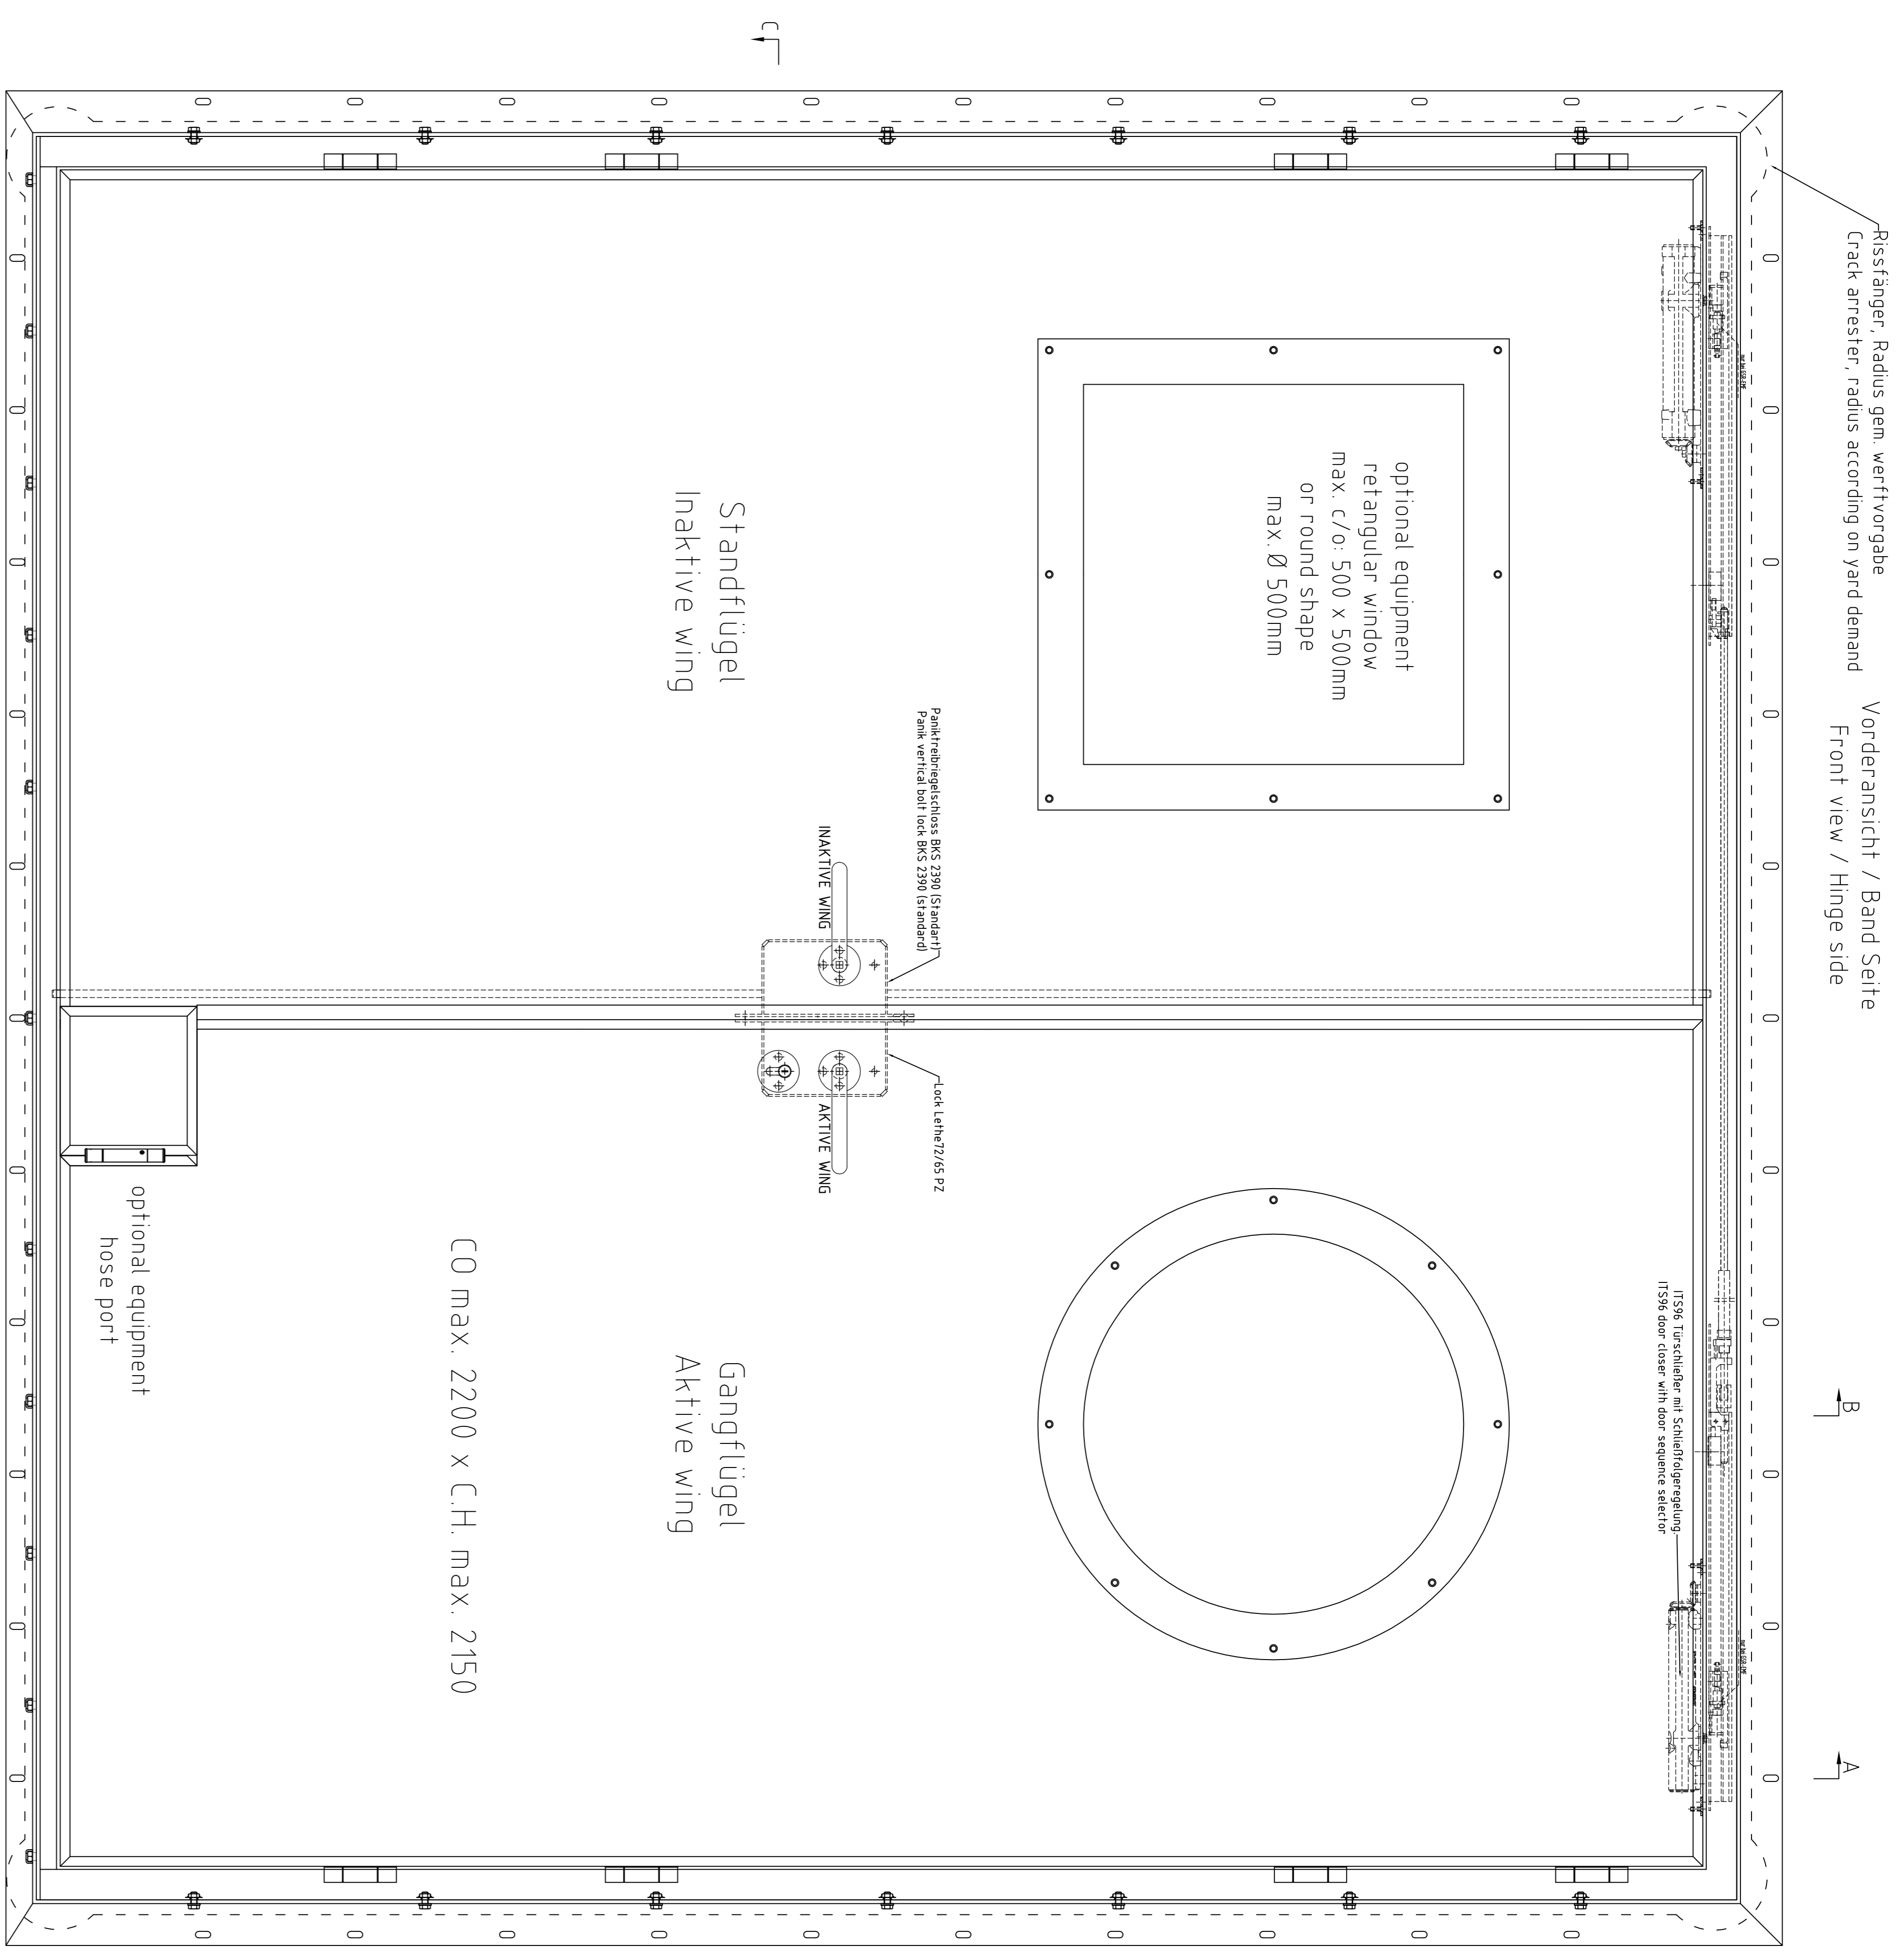 Rissfänger, Radius gem. werftvorgabe
Crack arrester, radius according on yard demand
Vorderansicht / Band Seite
Front view / Hinge side
B
A
C
optional equipment
retangular window
max. c/o: 500 x 500mm
or round shape
max. Ø 500mm
ITS96 Türschließer mit Schließfolgeregelung
ITS96 door closer with door sequence selector
Paniktreibriegelschloss BKS 2390 (Standart)
Panik vertical bolt lock BKS 2390 (standard)
Lock Lethe72/65 PZ
INAKTIVE WING
AKTIVE WING
Standflügel
Inaktive wing
Gangflügel
Aktive wing
CO max. 2200 x C.H. max. 2150
optional equipment
hose port